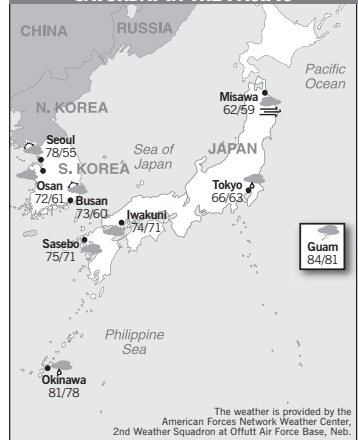 CHINA
RUSSIA
Pacific
Ocean
N. KOREA
Misawa
62/59
Seoul
78/55
S. KOREA
Sea of
Japan
JAPAN
Osan
72/61
Busan
73/60
Iwakuni
74/71
Tokyo
66/63
Sasebo
75/71
Guam
84/81
Philippine
Sea
Okinawa
81/78
The weather is provided by the
American Forces Network Weather Center,
2nd Weather Squadron at Offutt Air Force Base, Neb.